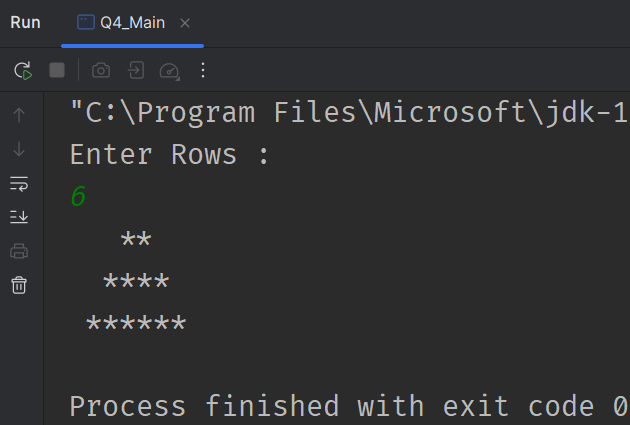 Run Q4_Main
"C:\Program Files\Microsoft\jdk-1
Enter Rows :
6
   **
  ****
 ******
Process finished with exit code 0